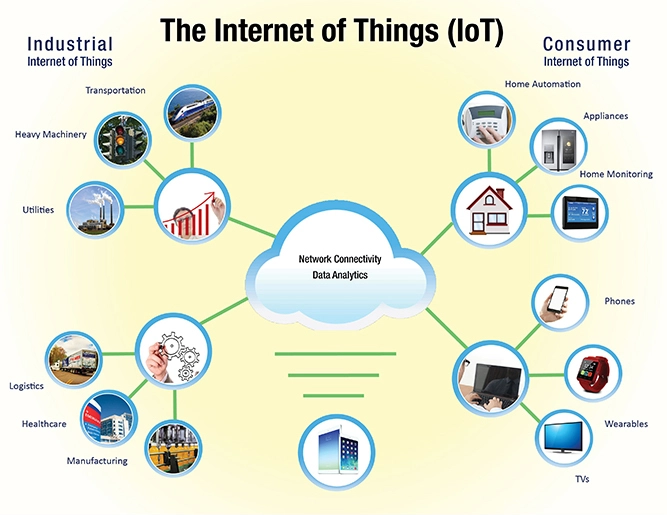 The Internet of Things (IoT)
Industrial
Internet of Things
Consumer
Internet of Things
Transportation
Heavy Machinery
Utilities
Home Automation
Appliances
Home Monitoring
72
Network Connectivity
Data Analytics
Logistics
Healthcare
Manufacturing
Phones
Wearables
TVs